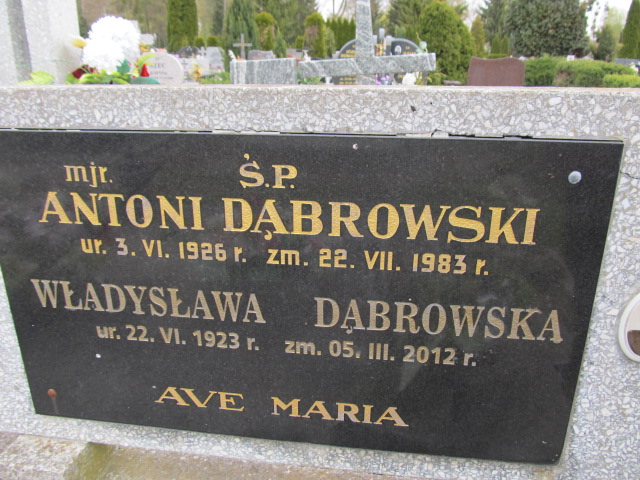 mjr. Ś.P.
ANTONI DĄBROWSKI
ur. 3. VI. 1926 r. zm. 22. VII. 1983 r.
WŁADYSŁAWA DĄBROWSKA
ur. 22. VI. 1923 r. zm. 05. III. 2012 r.
AVE MARIA